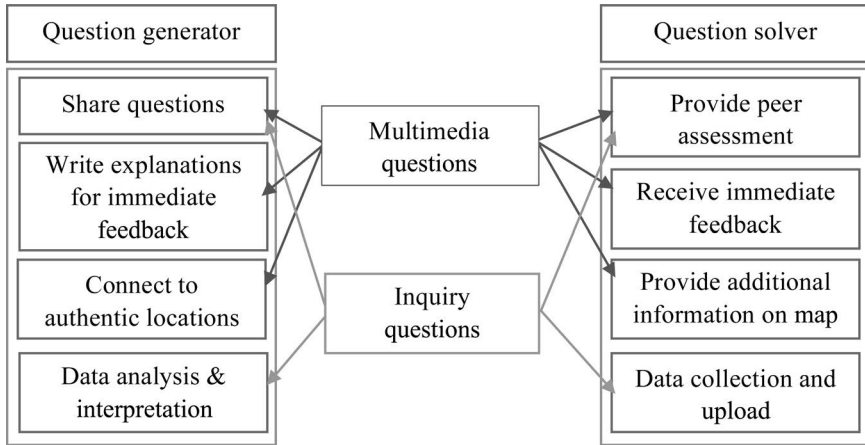 Question generator
Share questions
Write explanations
for immediate
feedback
Connect to
authentic locations
Data analysis &
interpretation
Multimedia
questions
Inquiry
questions
Question solver
Provide peer
assessment
Receive immediate
feedback
Provide additional
information on map
Data collection and
upload